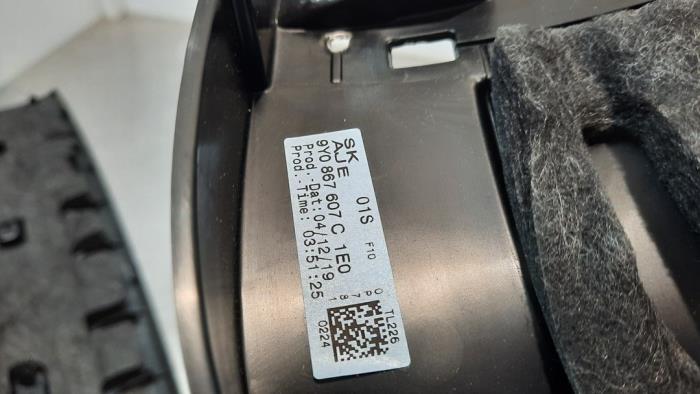 SK 01S F10
AJE
9Y0 867 607 C 1E0
Prod.-Dat: 04/12/19
Prod.-Time: 03:51:25
TL226
0224